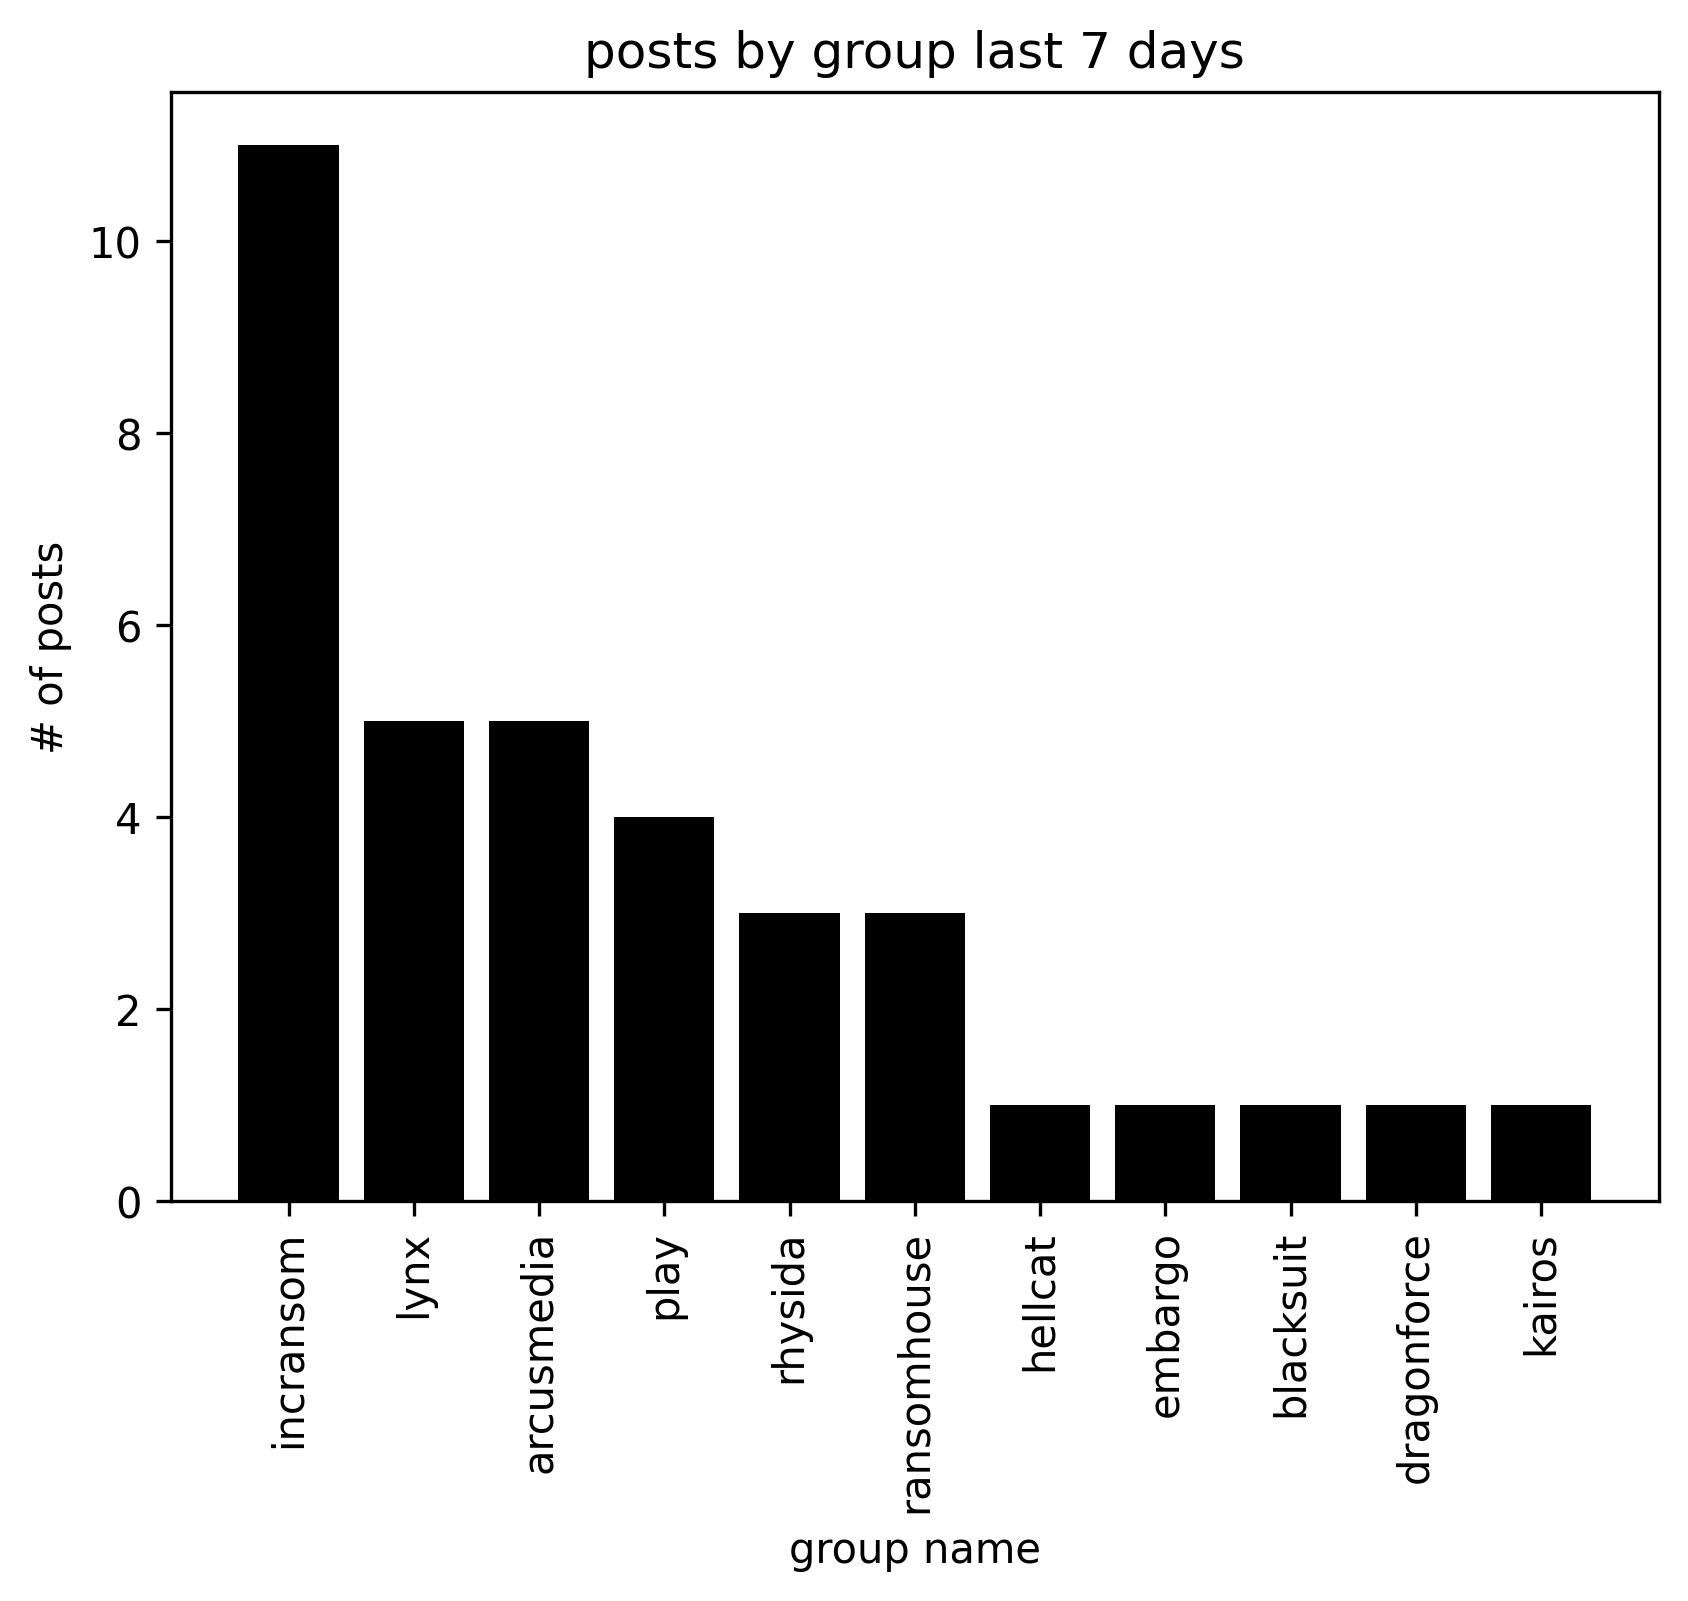 posts by group last 7 days
# of posts
10
8
6
4
2
0
incransom
lynx
arcusmedia
play
rhysida
ransomhouse
hellcat
embargo
blacksuit
dragonforce
kairos
group name